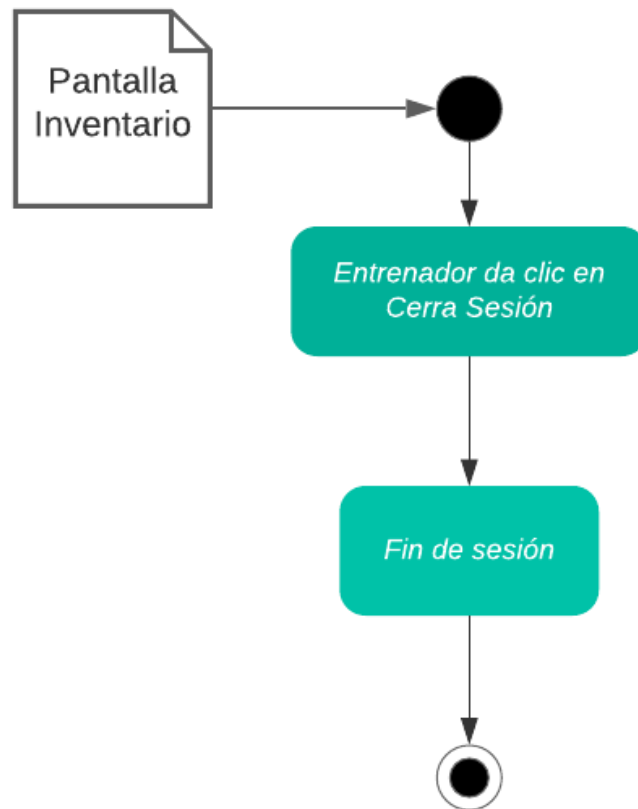 Pantalla
Inventario
Entrenador da clic en
Cerra Sesión
Fin de sesión